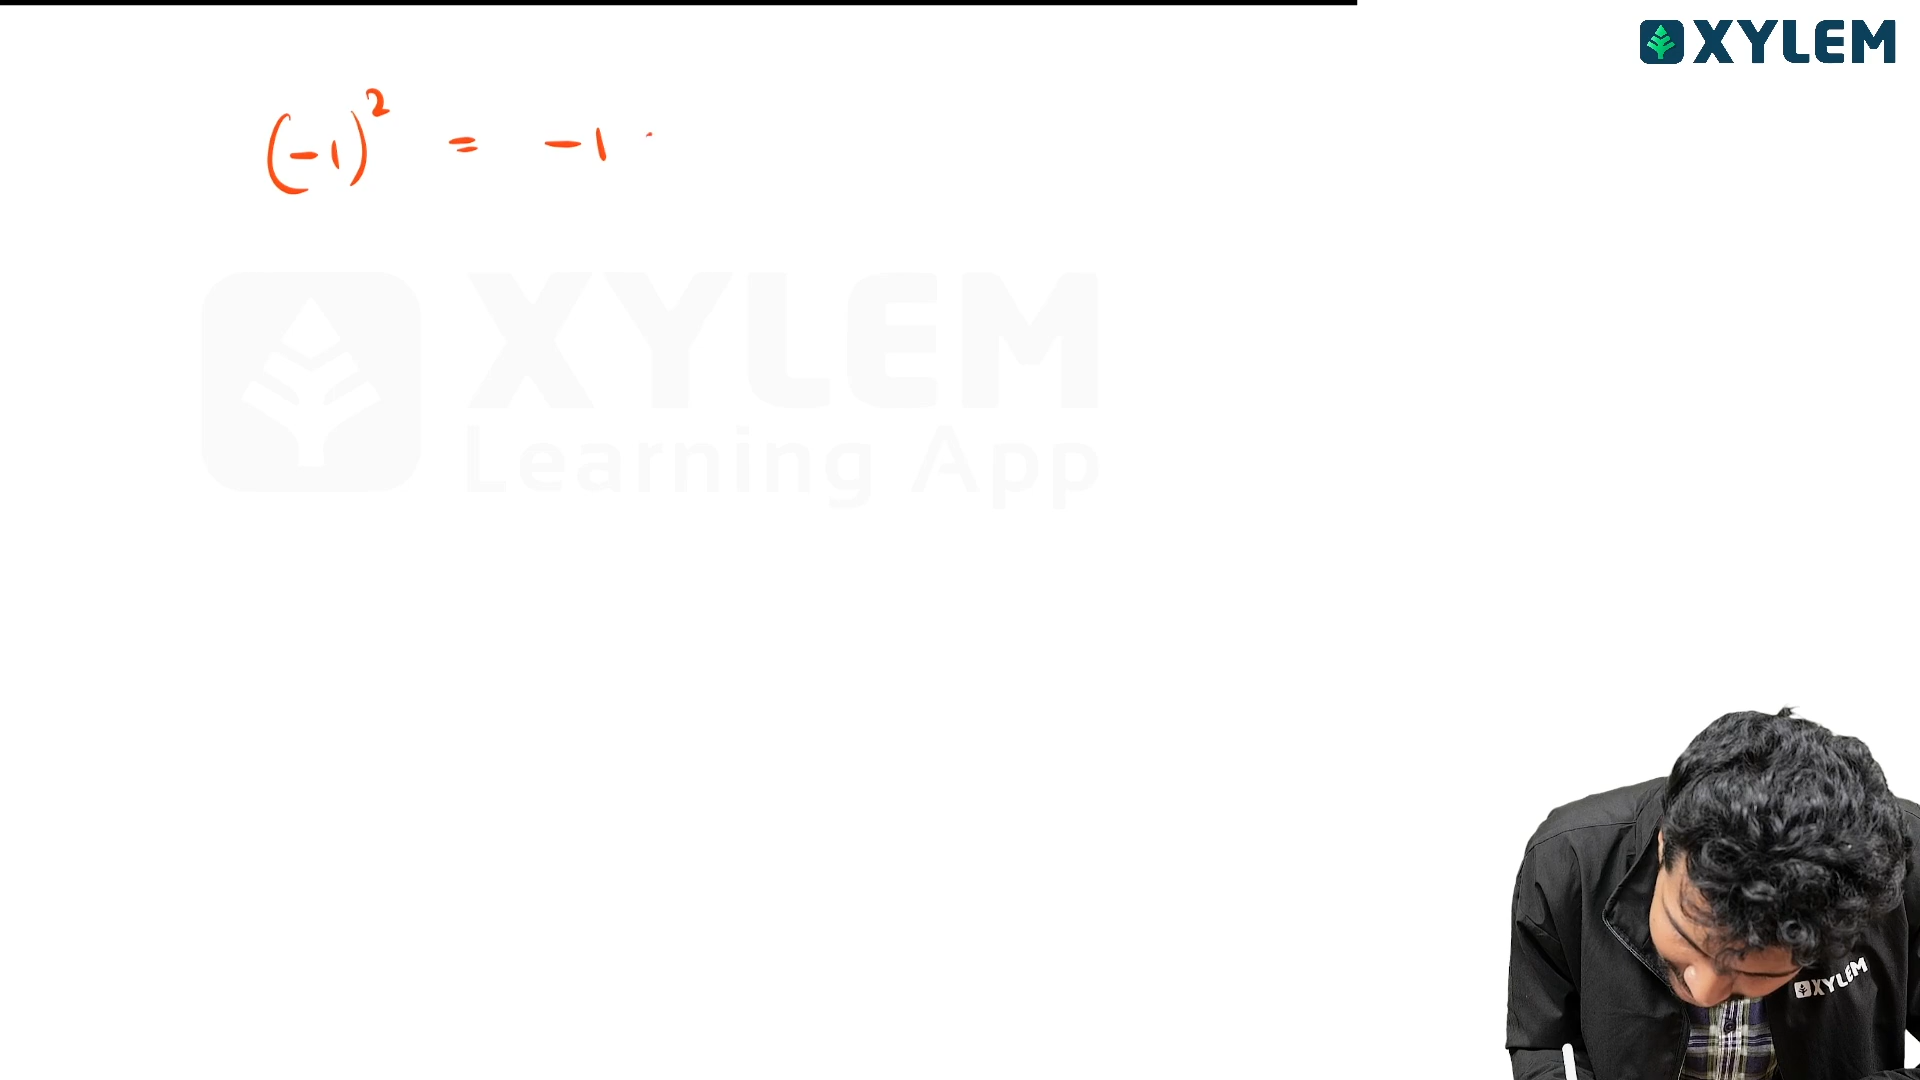 XYLEM
(-1)² = -1
XYLEM
Learning App
XYLEM